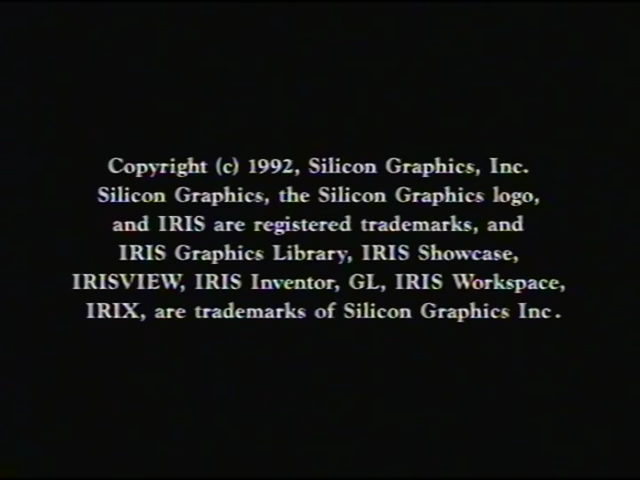 Copyright (c) 1992, Silicon Graphics, Inc.
Silicon Graphics, the Silicon Graphics logo,
and IRIS are registered trademarks, and
IRIS Graphics Library, IRIS Showcase,
IRISVIEW, IRIS Inventor, GL, IRIS Workspace,
IRIX, are trademarks of Silicon Graphics Inc.